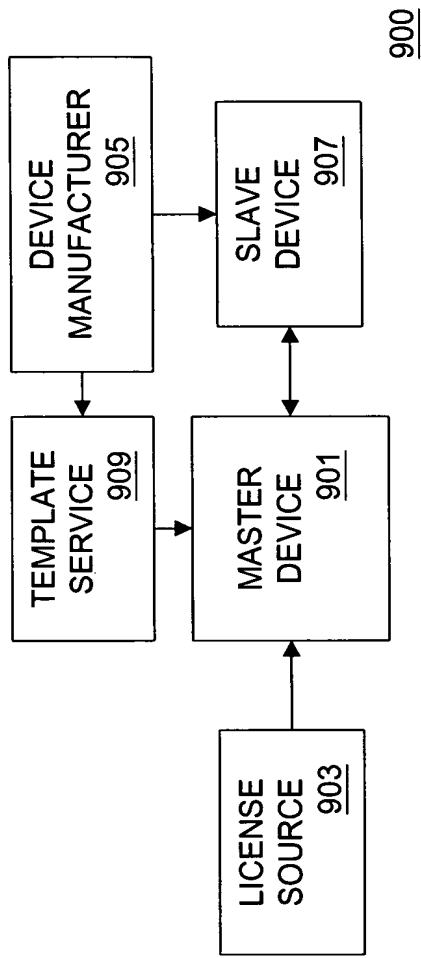 DEVICE
MANUFACTURER
905
TEMPLATE
SERVICE
909
SLAVE
DEVICE
907
MASTER
DEVICE
901
LICENSE
SOURCE
903
900